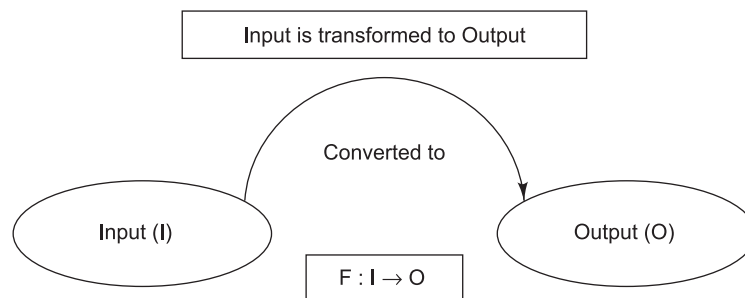 Input is transformed to Output
Converted to
Input (I)
Output (O)
F : I → O